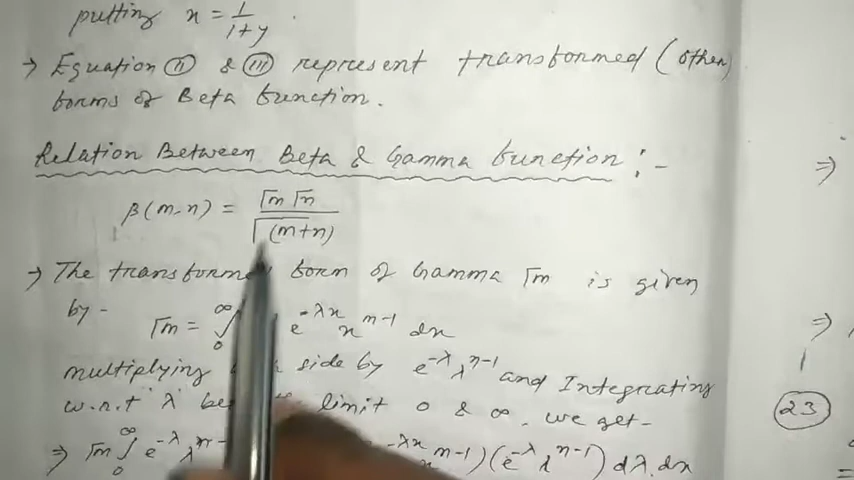 putting x = 1/1+y
→ Equation (II) & (III) represent transformed (other)
forms of Beta function.
Relation Between Beta & Gamma function :-
β(m,n) = Γm Γn / Γ(m+n)
→ The transformed form of Gamma Γm is given
by- Γm = ∫₀^∞ e^-λx x^m-1 dx
multiplying side by e^-λ λ^n-1 and Integrating
w.r.t 'λ' limit 0 & ∞, we get-
⇒ Γm ∫₀^∞ e^-λ λ^n- e^-λx x^m-1) (e^-λ λ^n-1) dλ.dx
⇒
⇒
23